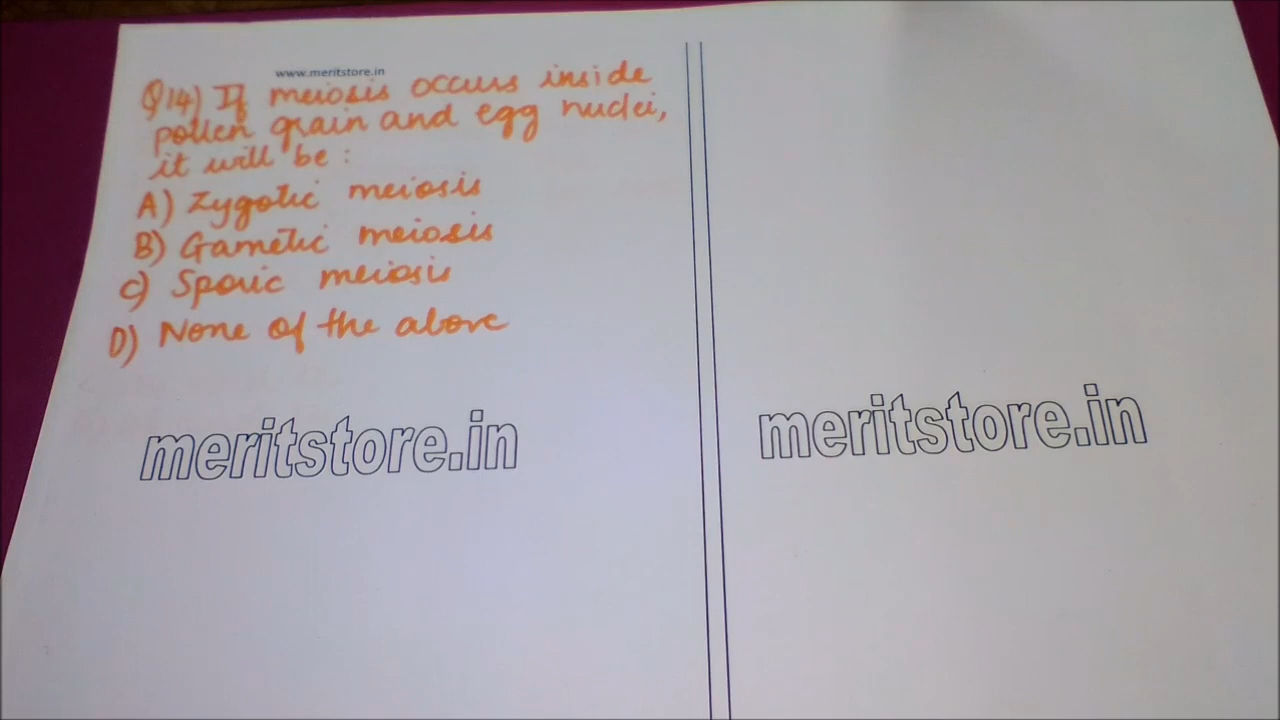 www.meritstore.in
Q14) If meiosis occurs inside
pollen grain and egg nuclei,
it will be :
A) Zygotic meiosis
B) Gametic meiosis
C) Sporic meiosis
D) None of the above
meritstore.in
meritstore.in